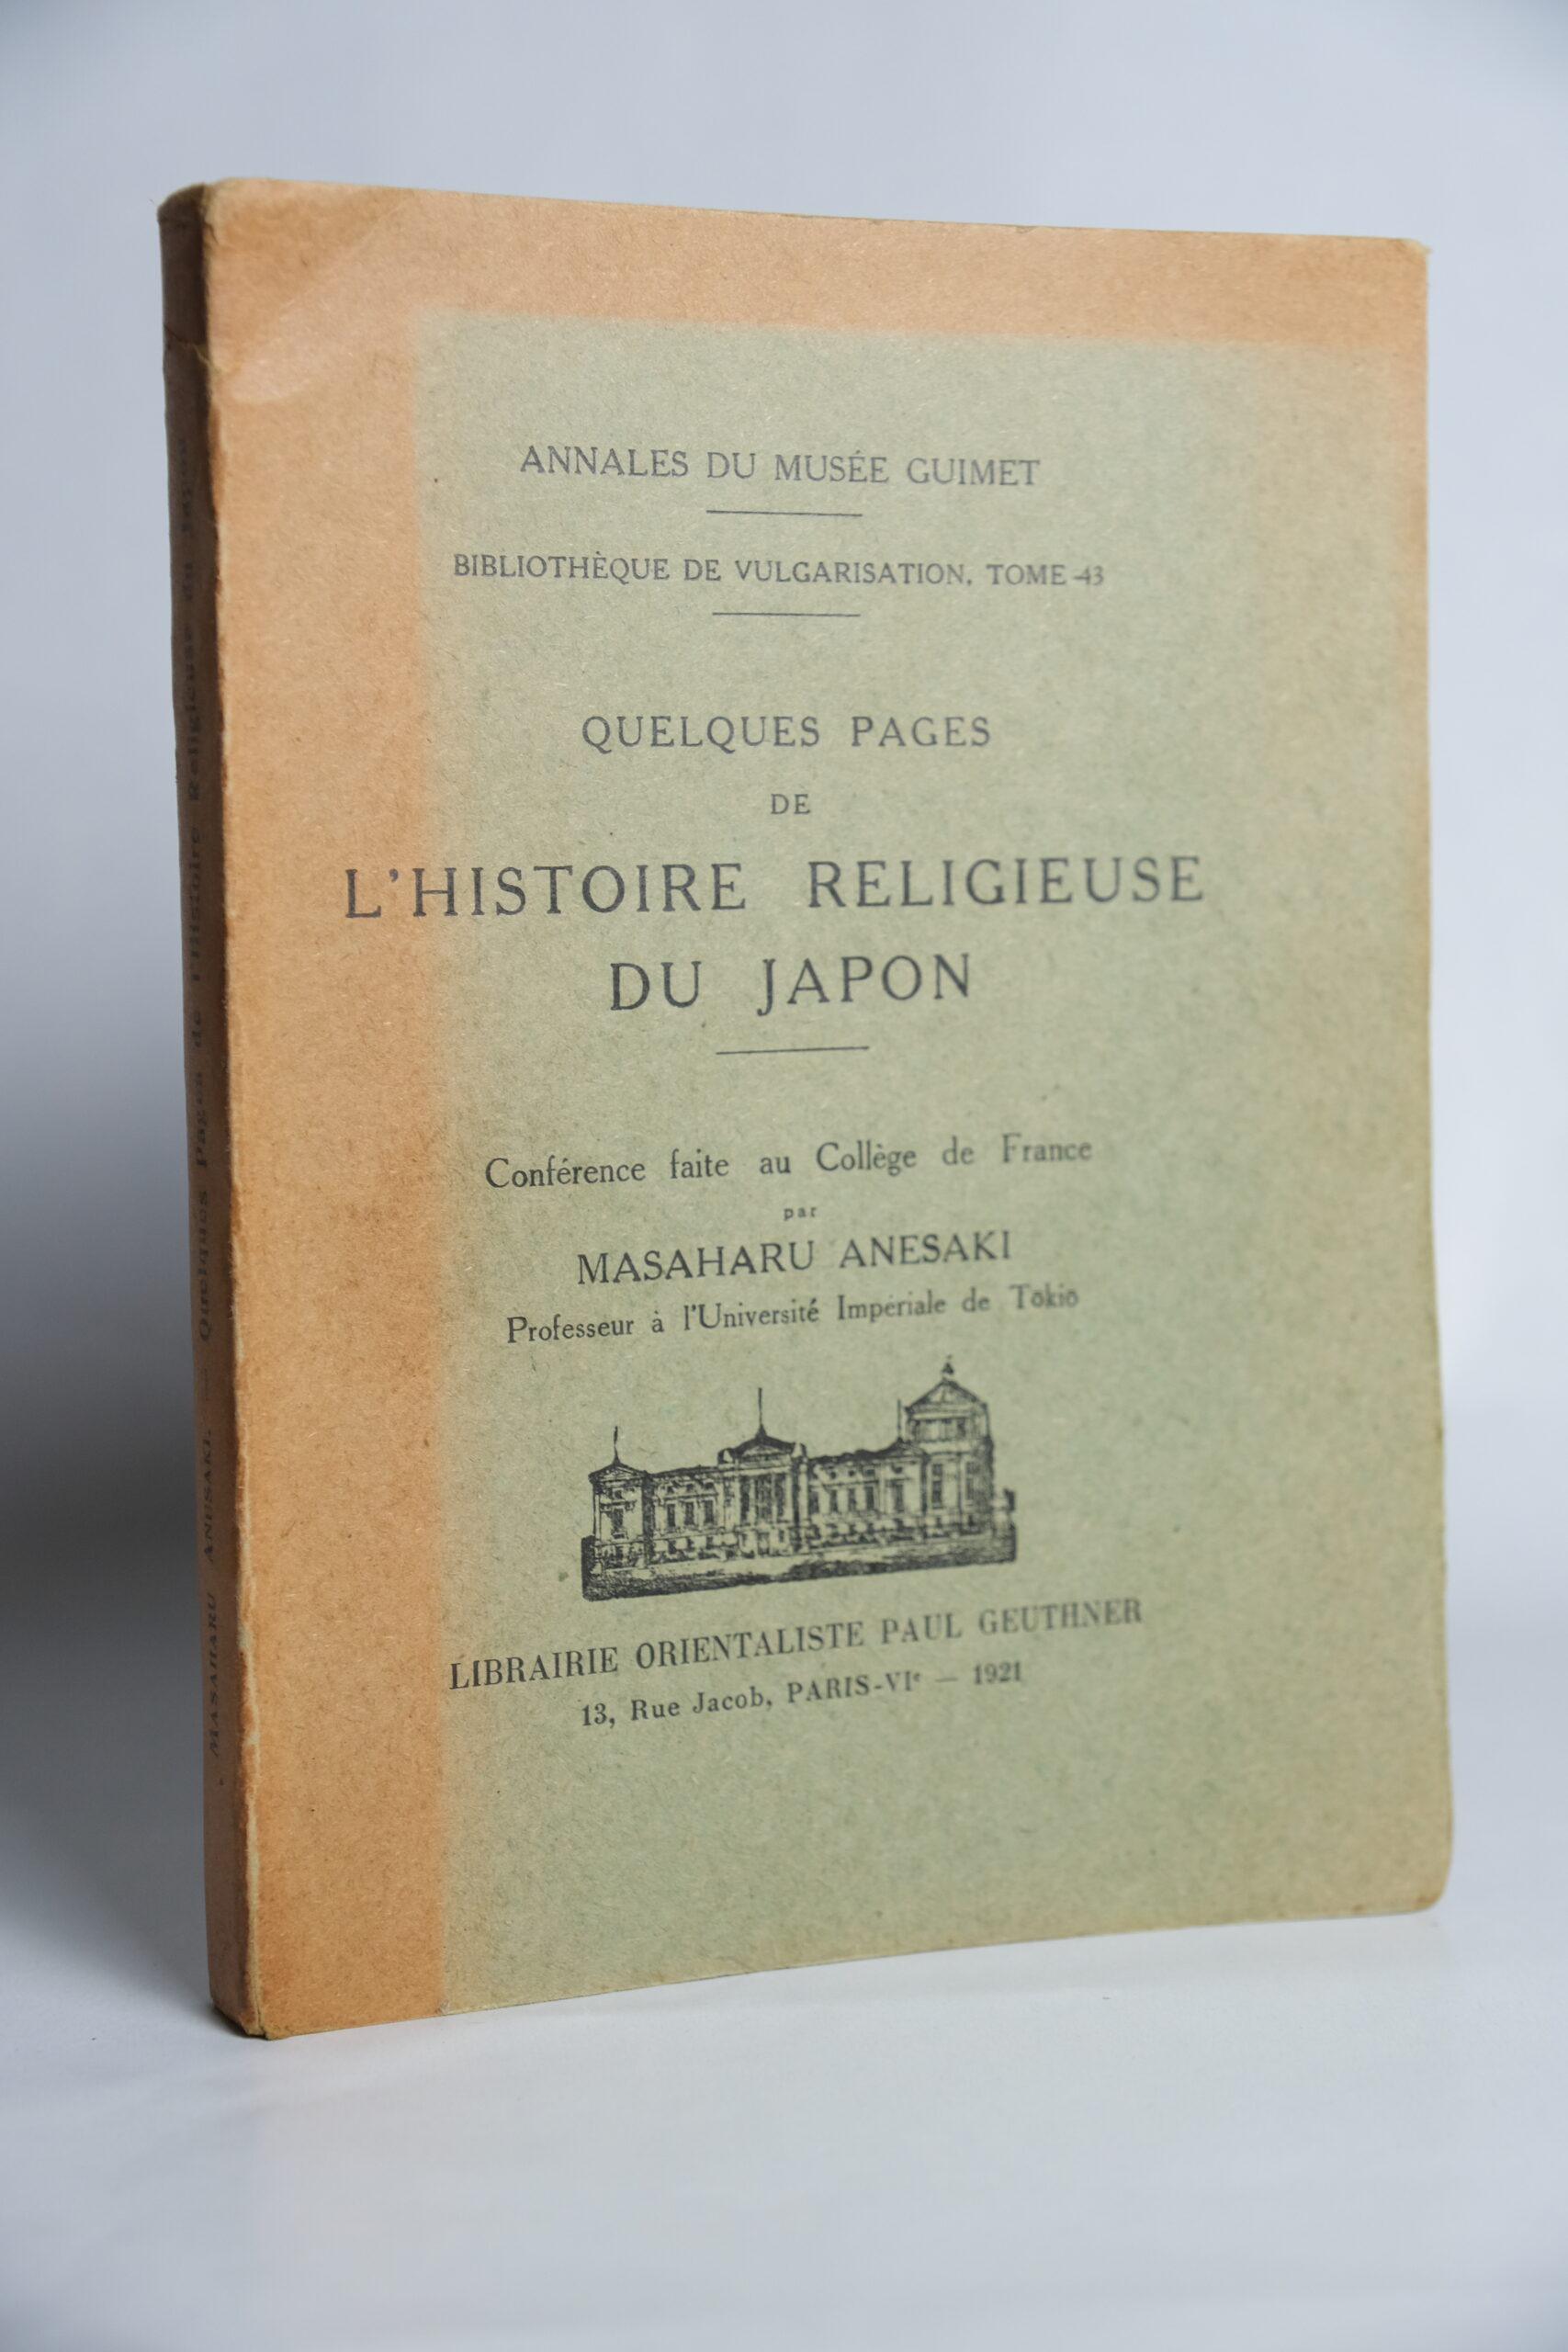 ANNALES DU MUSÉE GUIMET
BIBLIOTHÈQUE DE VULGARISATION, TOME 43
QUELQUES PAGES
DE
L'HISTOIRE RELIGIEUSE
DU JAPON
Conférence faite au Collège de France
par
MASAHARU ANESAKI
Professeur à l'Université Impériale de Tōkiō
LIBRAIRIE ORIENTALISTE PAUL GEUTHNER
13, Rue Jacob, PARIS-VIe — 1921
MASAHARU ANESAKI. — Quelques Pages de l'Histoire Religieuse du Japon